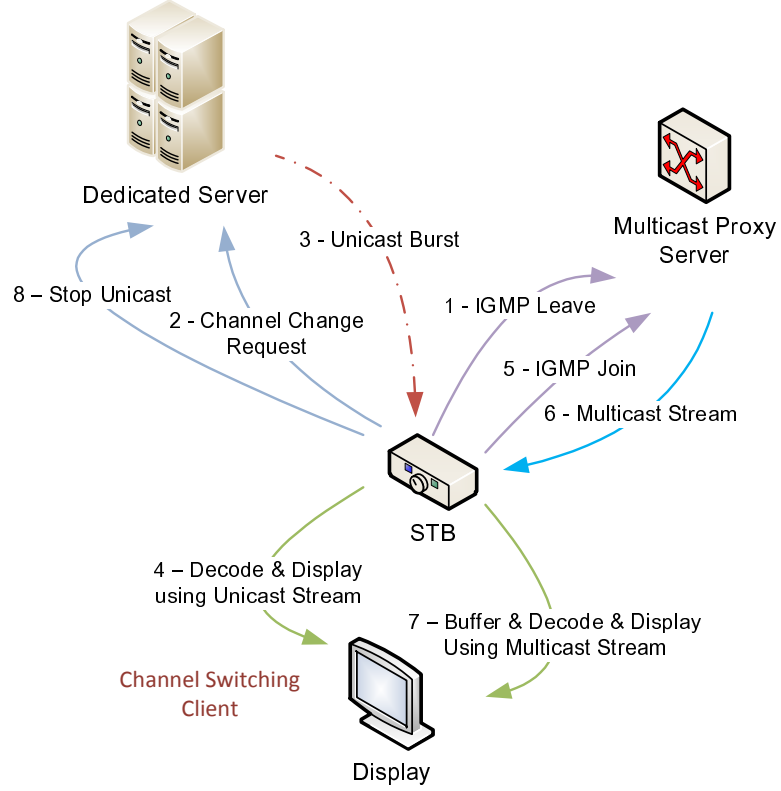 Dedicated Server
Multicast Proxy
Server
3 - Unicast Burst
8 – Stop Unicast
1 - IGMP Leave
2 - Channel Change
Request
5 - IGMP Join
6 - Multicast Stream
STB
4 – Decode & Display
using Unicast Stream
7 – Buffer & Decode & Display
Using Multicast Stream
Channel Switching
Client
Display